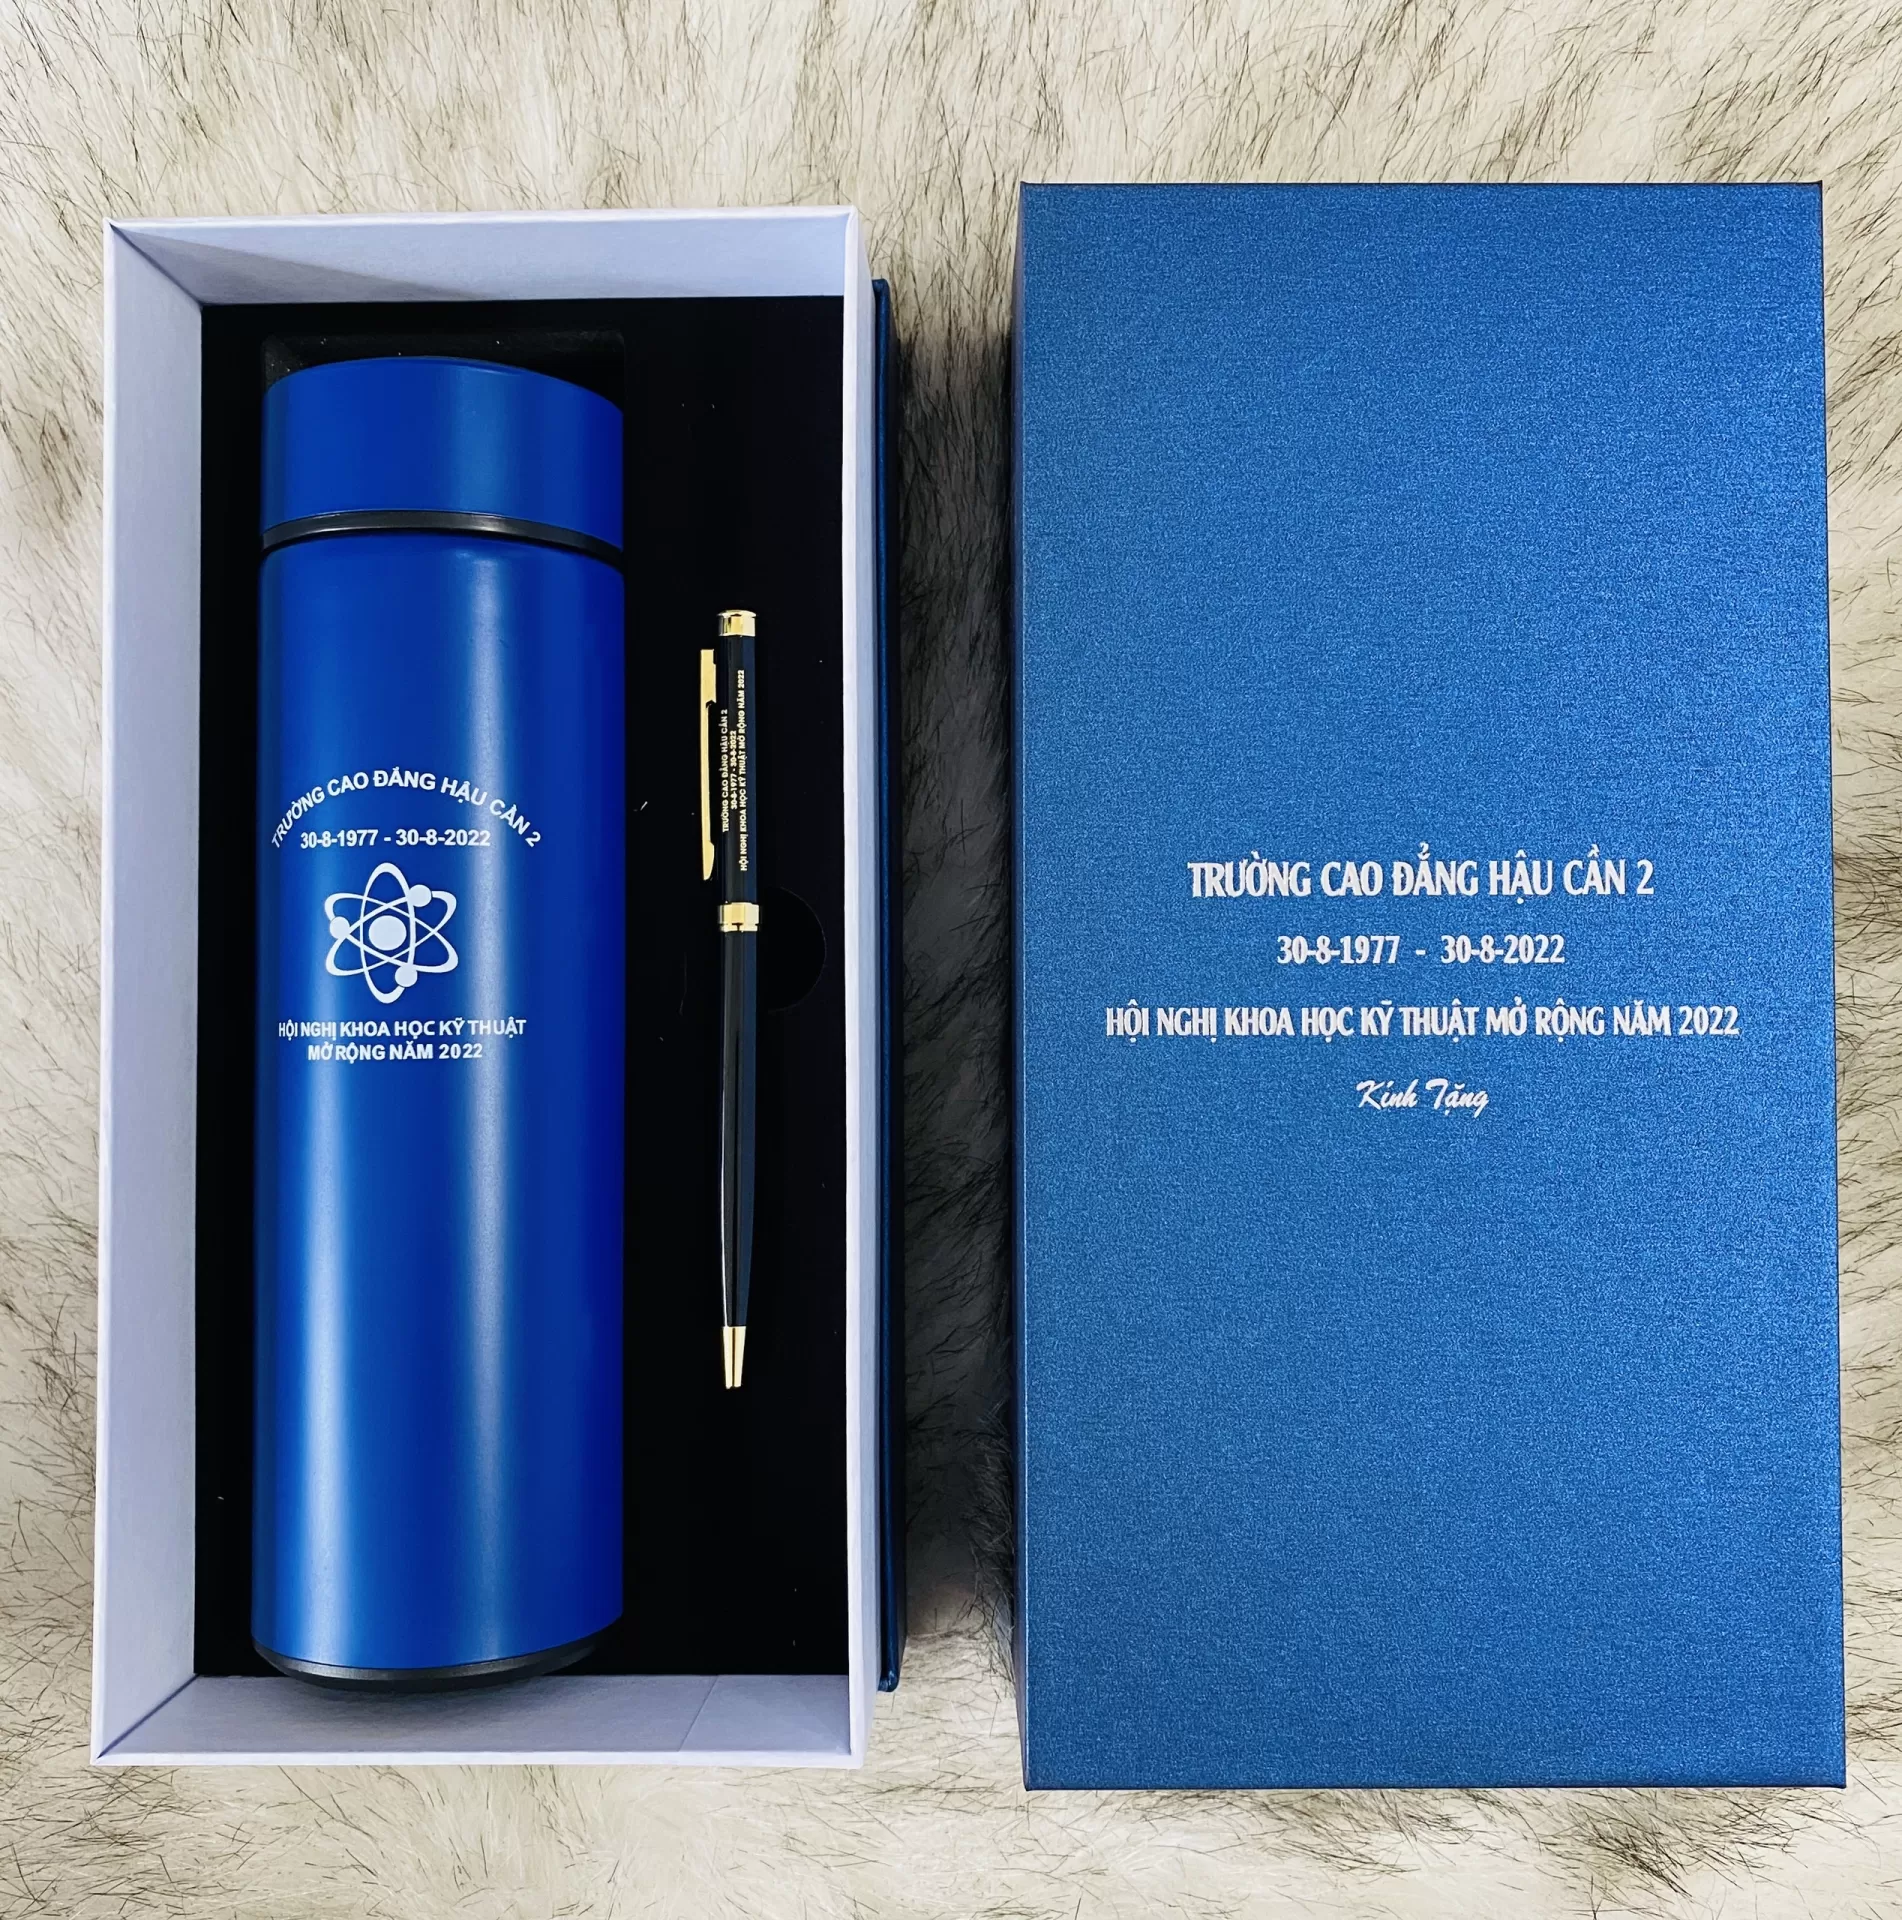 TRƯỜNG CAO ĐẲNG HẬU CẦN 2
30-8-1977 - 30-8-2022
HỘI NGHỊ KHOA HỌC KỸ THUẬT
MỞ RỘNG NĂM 2022
TRƯỜNG CAO ĐẲNG HẬU CẦN 2
30-8-1977 - 30-8-2022
HỘI NGHỊ KHOA HỌC KỸ THUẬT MỞ RỘNG NĂM 2022
TRƯỜNG CAO ĐẲNG HẬU CẦN 2
30-8-1977 - 30-8-2022
HỘI NGHỊ KHOA HỌC KỸ THUẬT MỞ RỘNG NĂM 2022
Kính Tặng